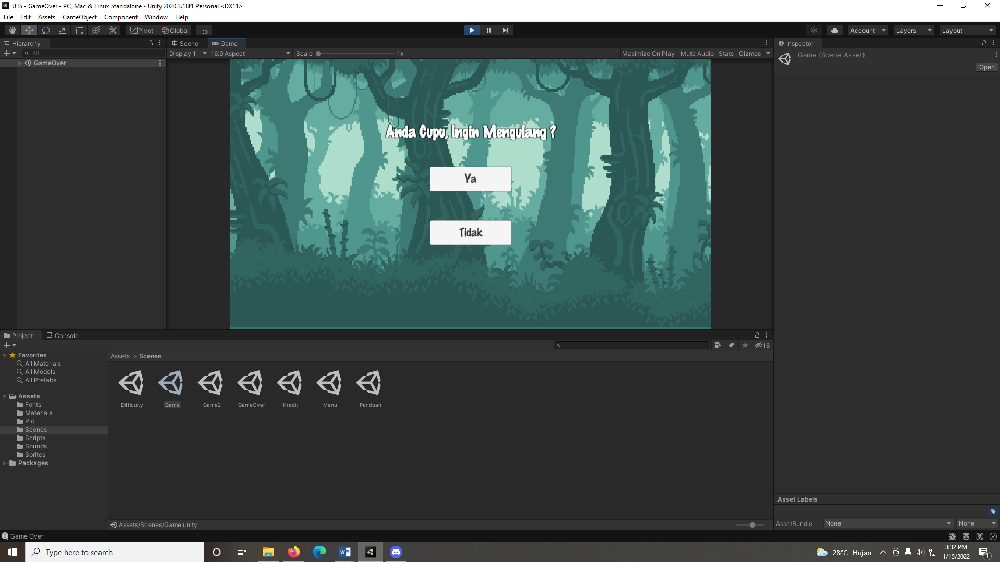 UTS - GameOver - PC, Mac & Linux Standalone - Unity 2020.3.18f1 Personal <DX11>
File Edit Assets GameObject Component Window Help
Pivot Global Account Layers Layout
Hierarchy
All
GameOver
Scene Game
Display 1 16:9 Aspect Scale 1x Maximize On Play Mute Audio Stats Gizmos
Anda Cupu, Ingin Mengulang ?
Ya
Tidak
Inspector
Game (Scene Asset)
Open
Project Console
18
Favorites
All Materials
All Models
All Prefabs
Assets
Fonts
Materials
Pic
Scenes
Scripts
Sounds
Sprites
Packages
Assets > Scenes
Difficulty Game Game2 GameOver Kredit Menu Panduan
Assets/Scenes/Game.unity
Asset Labels
AssetBundle None None
Game Over
Type here to search
28°C Hujan
3:32 PM
1/15/2022
1